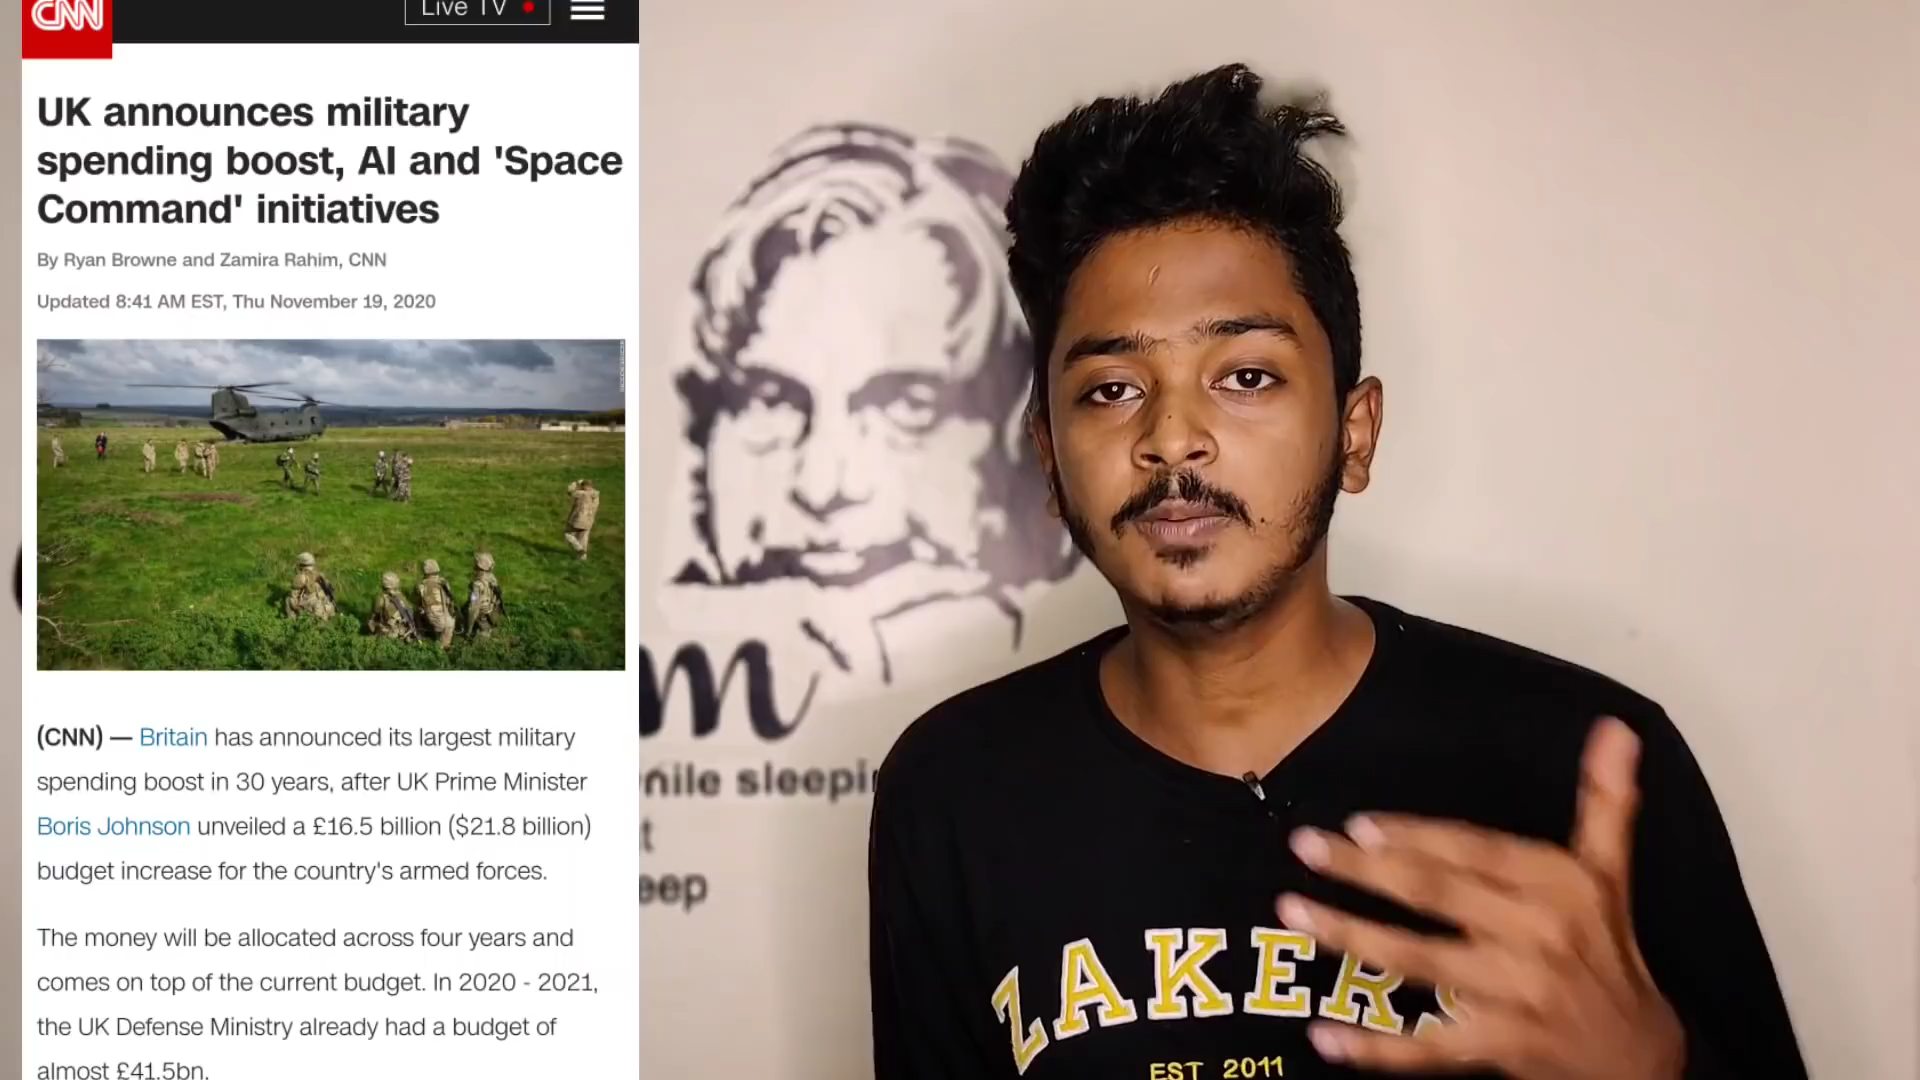 CNN
Live TV
UK announces military
spending boost, AI and 'Space
Command' initiatives
By Ryan Browne and Zamira Rahim, CNN
Updated 8:41 AM EST, Thu November 19, 2020
(CNN) — Britain has announced its largest military
spending boost in 30 years, after UK Prime Minister
Boris Johnson unveiled a £16.5 billion ($21.8 billion)
budget increase for the country's armed forces.
The money will be allocated across four years and
comes on top of the current budget. In 2020 - 2021,
the UK Defense Ministry already had a budget of
almost £41.5bn.
m
while sleepin
t
eep
ZAKERS
EST 2011